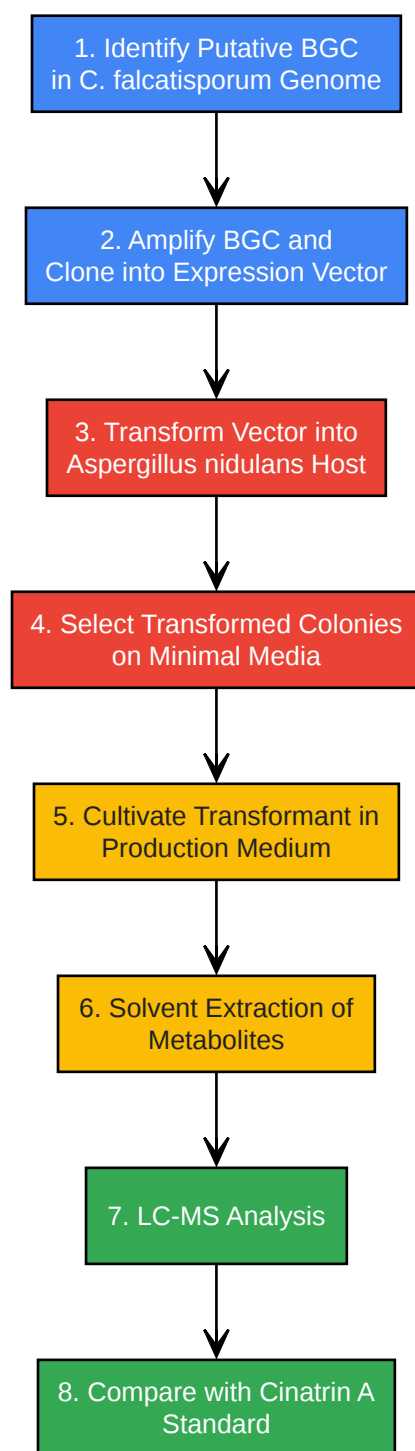 1. Identify Putative BGC
in C. falcatisporum Genome
2. Amplify BGC and
Clone into Expression Vector
3. Transform Vector into
Aspergillus nidulans Host
4. Select Transformed Colonies
on Minimal Media
5. Cultivate Transformant in
Production Medium
6. Solvent Extraction of
Metabolites
7. LC-MS Analysis
8. Compare with Cinatrin A
Standard